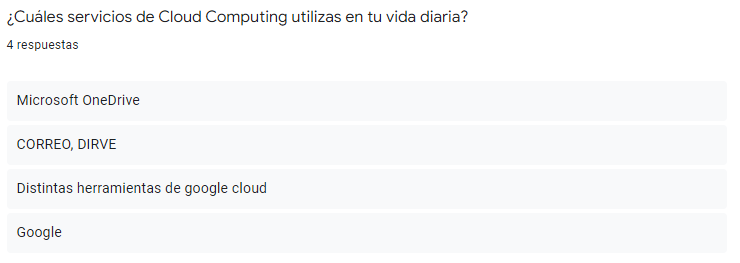 ¿Cuáles servicios de Cloud Computing utilizas en tu vida diaria?
4 respuestas
Microsoft OneDrive
CORREO, DIRVE
Distintas herramientas de google cloud
Google